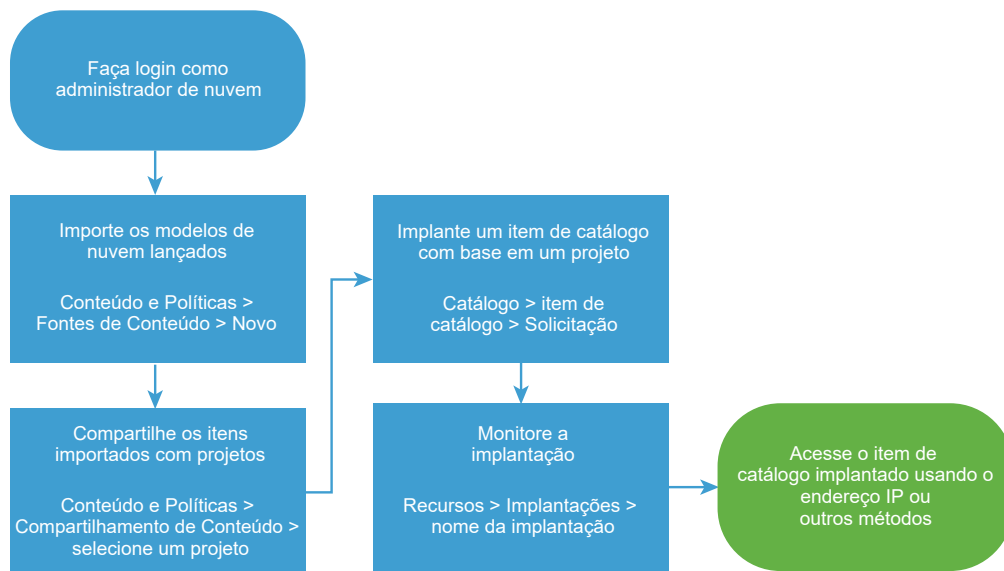 Faça login como
administrador de nuvem
Importe os modelos de
nuvem lançados
Conteúdo e Políticas >
Fontes de Conteúdo > Novo
Compartilhe os itens
importados com projetos
Conteúdo e Políticas >
Compartilhamento de Conteúdo >
selecione um projeto
Implante um item de catálogo
com base em um projeto
Catálogo > item de
catálogo > Solicitação
Monitore a
implantação
Recursos > Implantações >
nome da implantação
Acesse o item de
catálogo implantado usando o
endereço IP ou
outros métodos